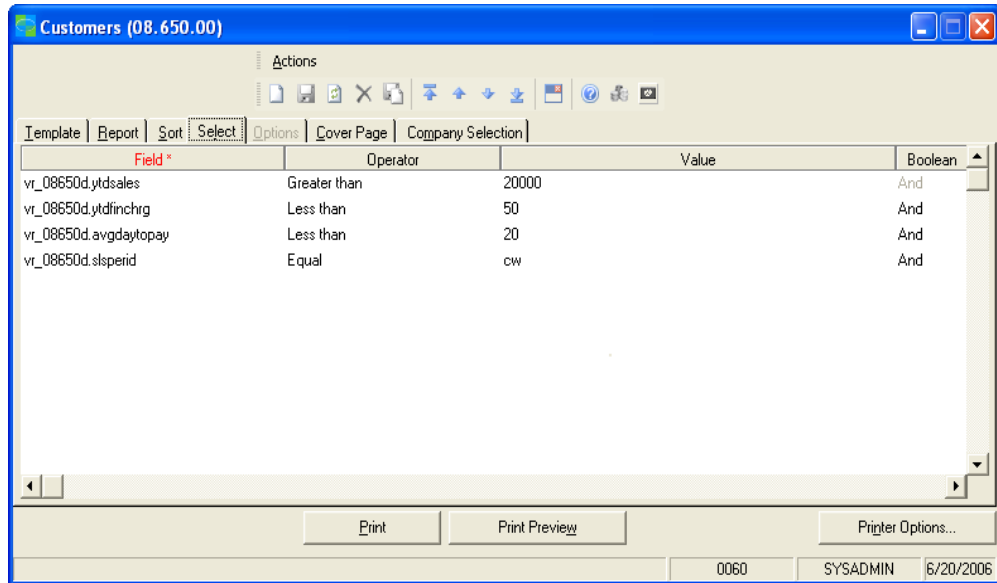 Customers (08.650.00)
Actions
Template Report Sort Select Options Cover Page Company Selection
Field * Operator Value Boolean
vr_08650d.ytdsales Greater than 20000 And
vr_08650d.ytdfinchrg Less than 50 And
vr_08650d.avgdaytopay Less than 20 And
vr_08650d.slsperid Equal cw And
Print Print Preview Printer Options...
0060 SYSADMIN 6/20/2006